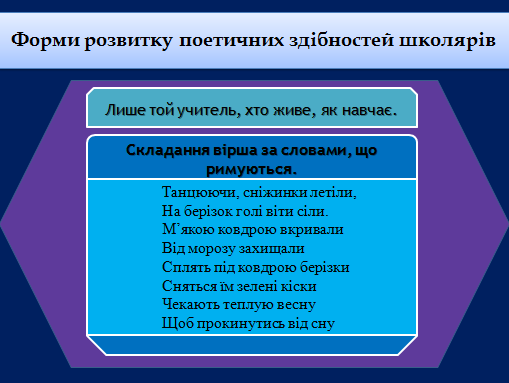 Форми розвитку поетичних здібностей школярів
Лише той учитель, хто живе, як навчає.
Складання вірша за словами, що
римуються.
Танцюючи, сніжинки летіли,
На берізок голі віти сіли.
М’якою ковдрою вкривали
Від морозу захищали
Сплять під ковдрою берізки
Сняться їм зелені кіски
Чекають теплую весну
Щоб прокинутись від сну